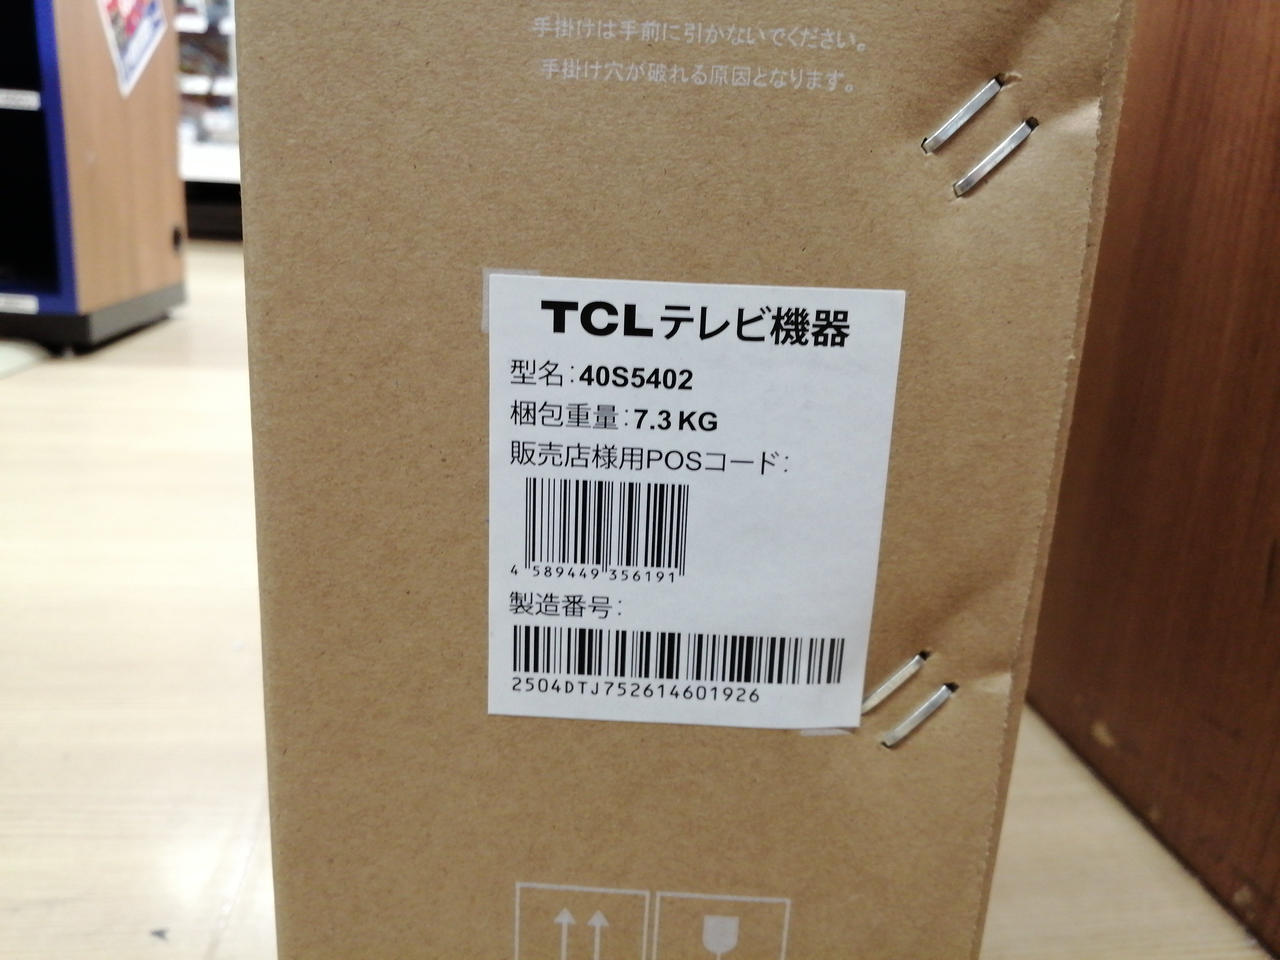 手掛けは手前に引かないでください。
手掛け穴が破れる原因となります。
TCLテレビ機器
型名:40S5402
梱包重量:7.3KG
販売店様用POSコード:
4 589449 356191
製造番号:
2504DTJ752614601926